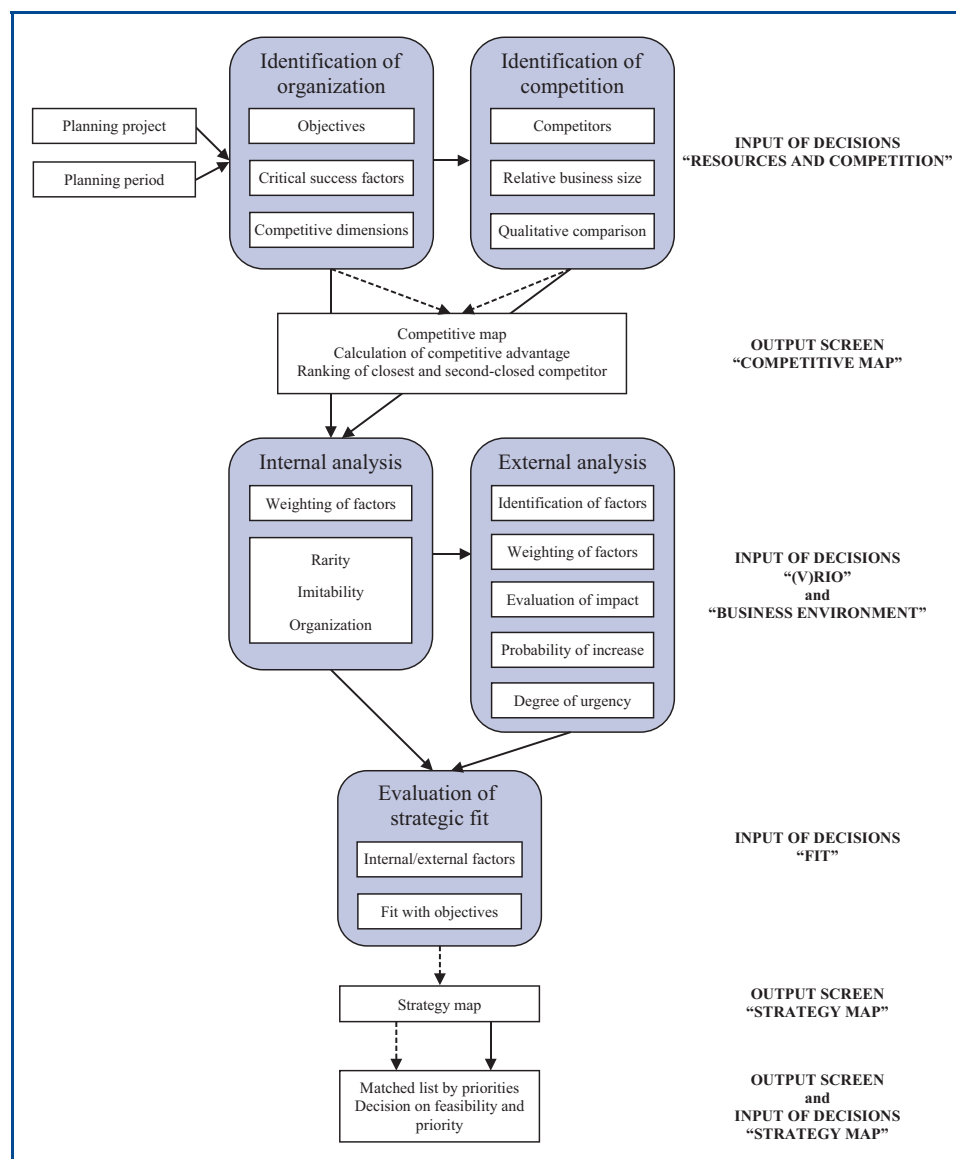 Identification of
organization
Identification of
competition
Planning project
Planning period
Objectives
Critical success factors
Competitive dimensions
Competitors
Relative business size
Qualitative comparison
INPUT OF DECISIONS
“RESOURCES AND COMPETITION”
Competitive map
Calculation of competitive advantage
Ranking of closest and second-closed competitor
OUTPUT SCREEN
“COMPETITIVE MAP”
Internal analysis
Weighting of factors
Rarity
Imitability
Organization
External analysis
Identification of factors
Weighting of factors
Evaluation of impact
Probability of increase
Degree of urgency
INPUT OF DECISIONS
“(V)RIO”
and
“BUSINESS ENVIRONMENT”
Evaluation of
strategic fit
Internal/external factors
Fit with objectives
INPUT OF DECISIONS
“FIT”
Strategy map
OUTPUT SCREEN
“STRATEGY MAP”
Matched list by priorities
Decision on feasibility and
priority
OUTPUT SCREEN
and
INPUT OF DECISIONS
“STRATEGY MAP”